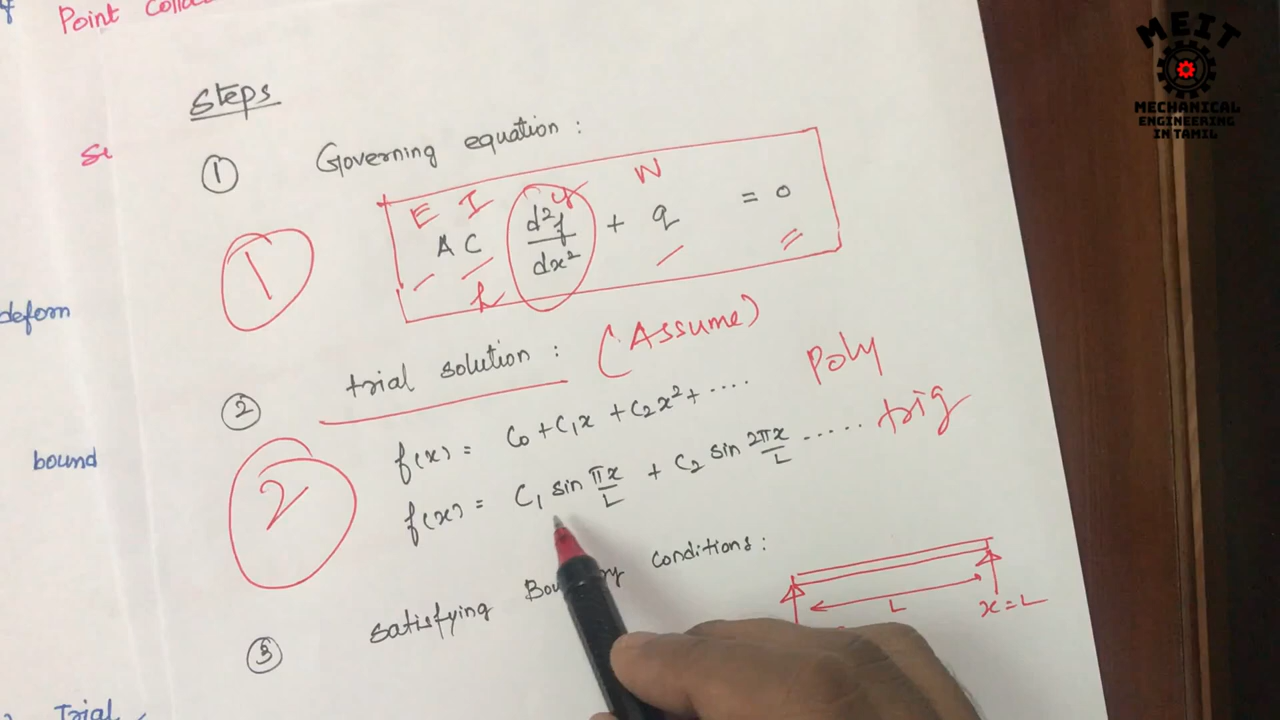 Point
MEIT
MECHANICAL
ENGINEERING
IN TAMIL
Steps
① Governing equation :
E I y W
A C d²f/dx² + q = 0
1
deform
② trial solution : (Assume)
f(x) = C₀ + C₁x + C₂x² + .... Poly
f(x) = C₁ sin πx/L + C₂ sin 2πx/L ..... trig
2
bound
③ satisfying conditions :
L
x = L
Trial